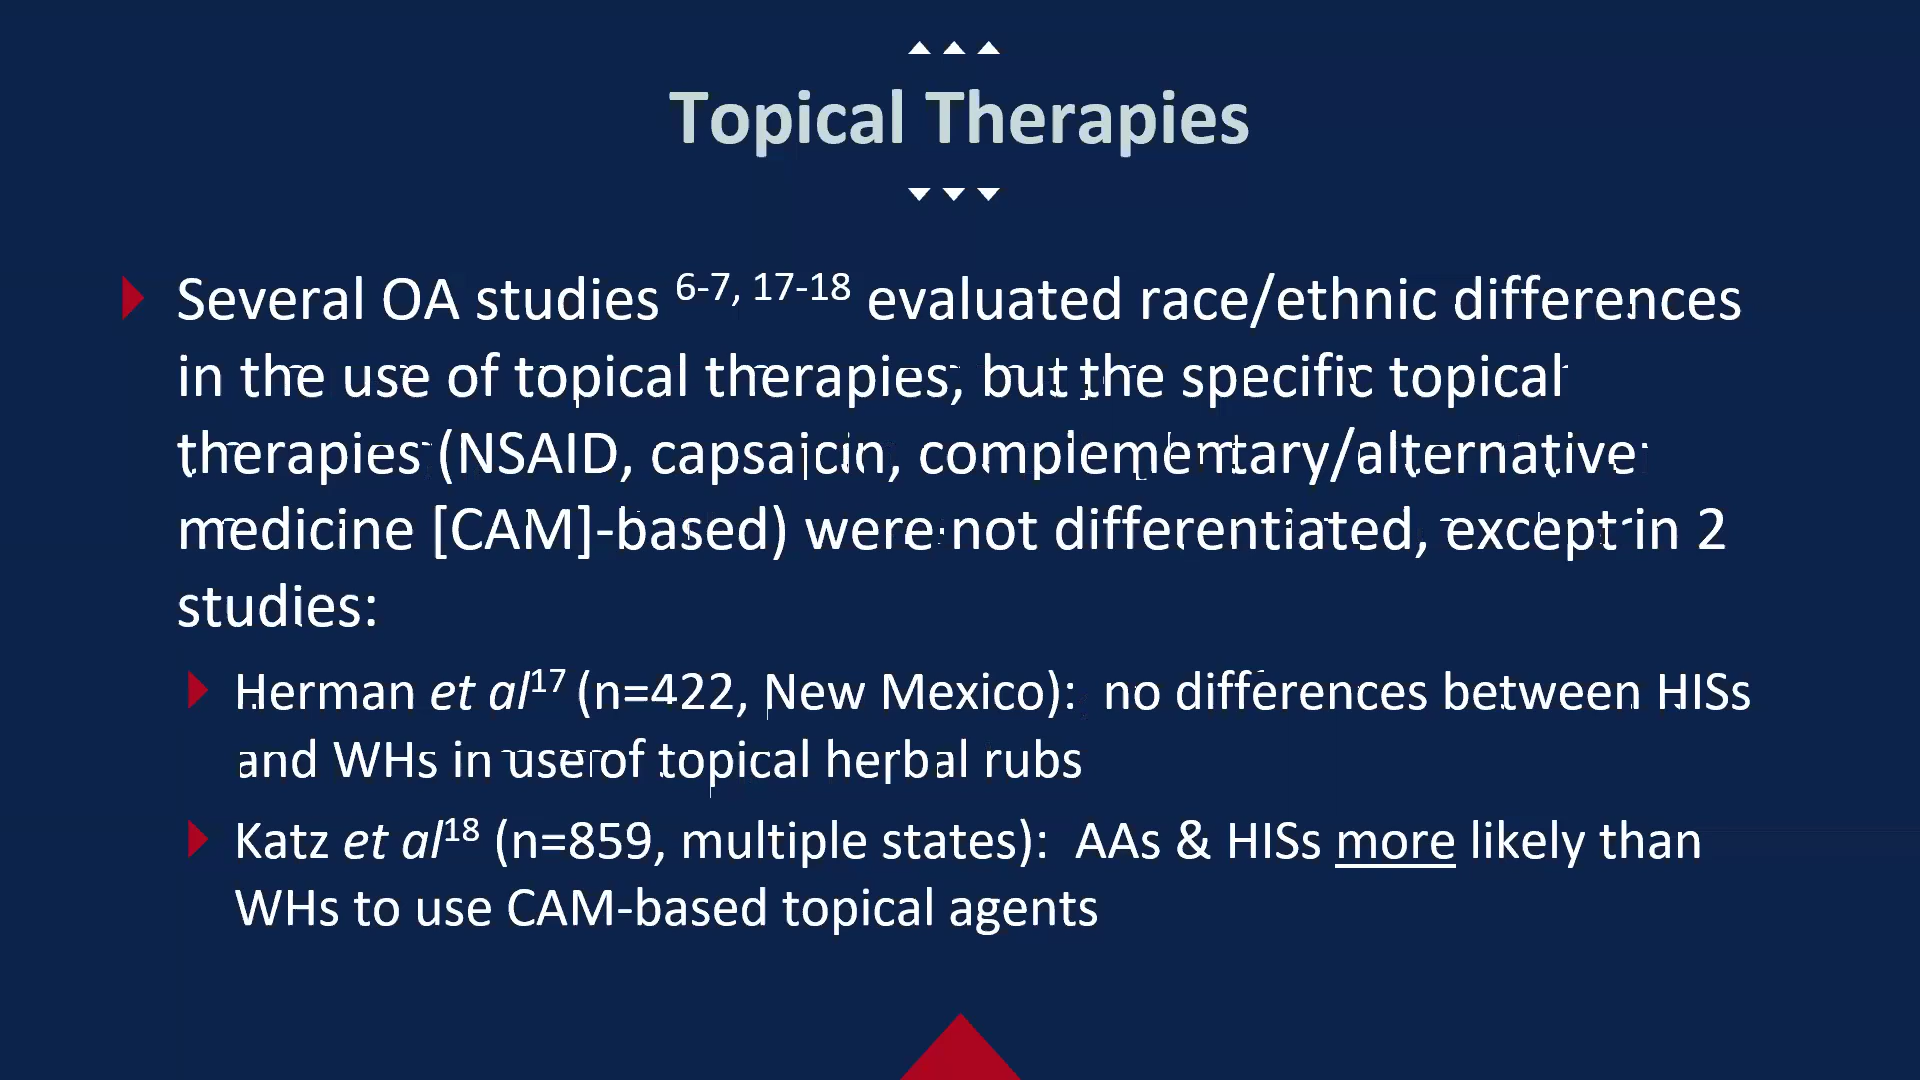 Topical Therapies
Several OA studies 6-7, 17-18 evaluated race/ethnic differences
in the use of topical therapies, but the specific topical
therapies (NSAID, capsaicin, complementary/alternative
medicine [CAM]-based) were not differentiated, except in 2
studies:
Herman et al17 (n=422, New Mexico): no differences between HISs
and WHs in use of topical herbal rubs
Katz et al18 (n=859, multiple states): AAs & HISs more likely than
WHs to use CAM-based topical agents